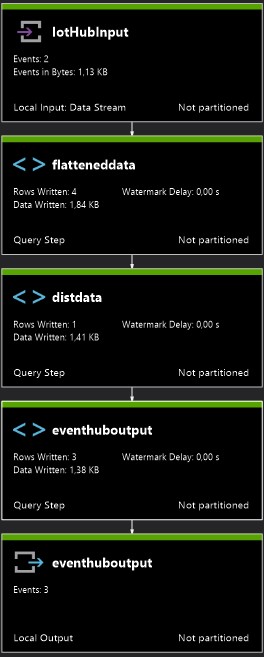 IotHubInput
Events: 2
Events in Bytes: 1,13 KB
Local Input: Data Stream Not partitioned
flatteneddata
Rows Written: 4 Watermark Delay: 0,00 s
Data Written: 1,84 KB
Query Step Not partitioned
distdata
Rows Written: 1 Watermark Delay: 0,00 s
Data Written: 1,41 KB
Query Step Not partitioned
eventhuboutput
Rows Written: 3 Watermark Delay: 0,00 s
Data Written: 1,38 KB
Query Step Not partitioned
eventhuboutput
Events: 3
Local Output Not partitioned